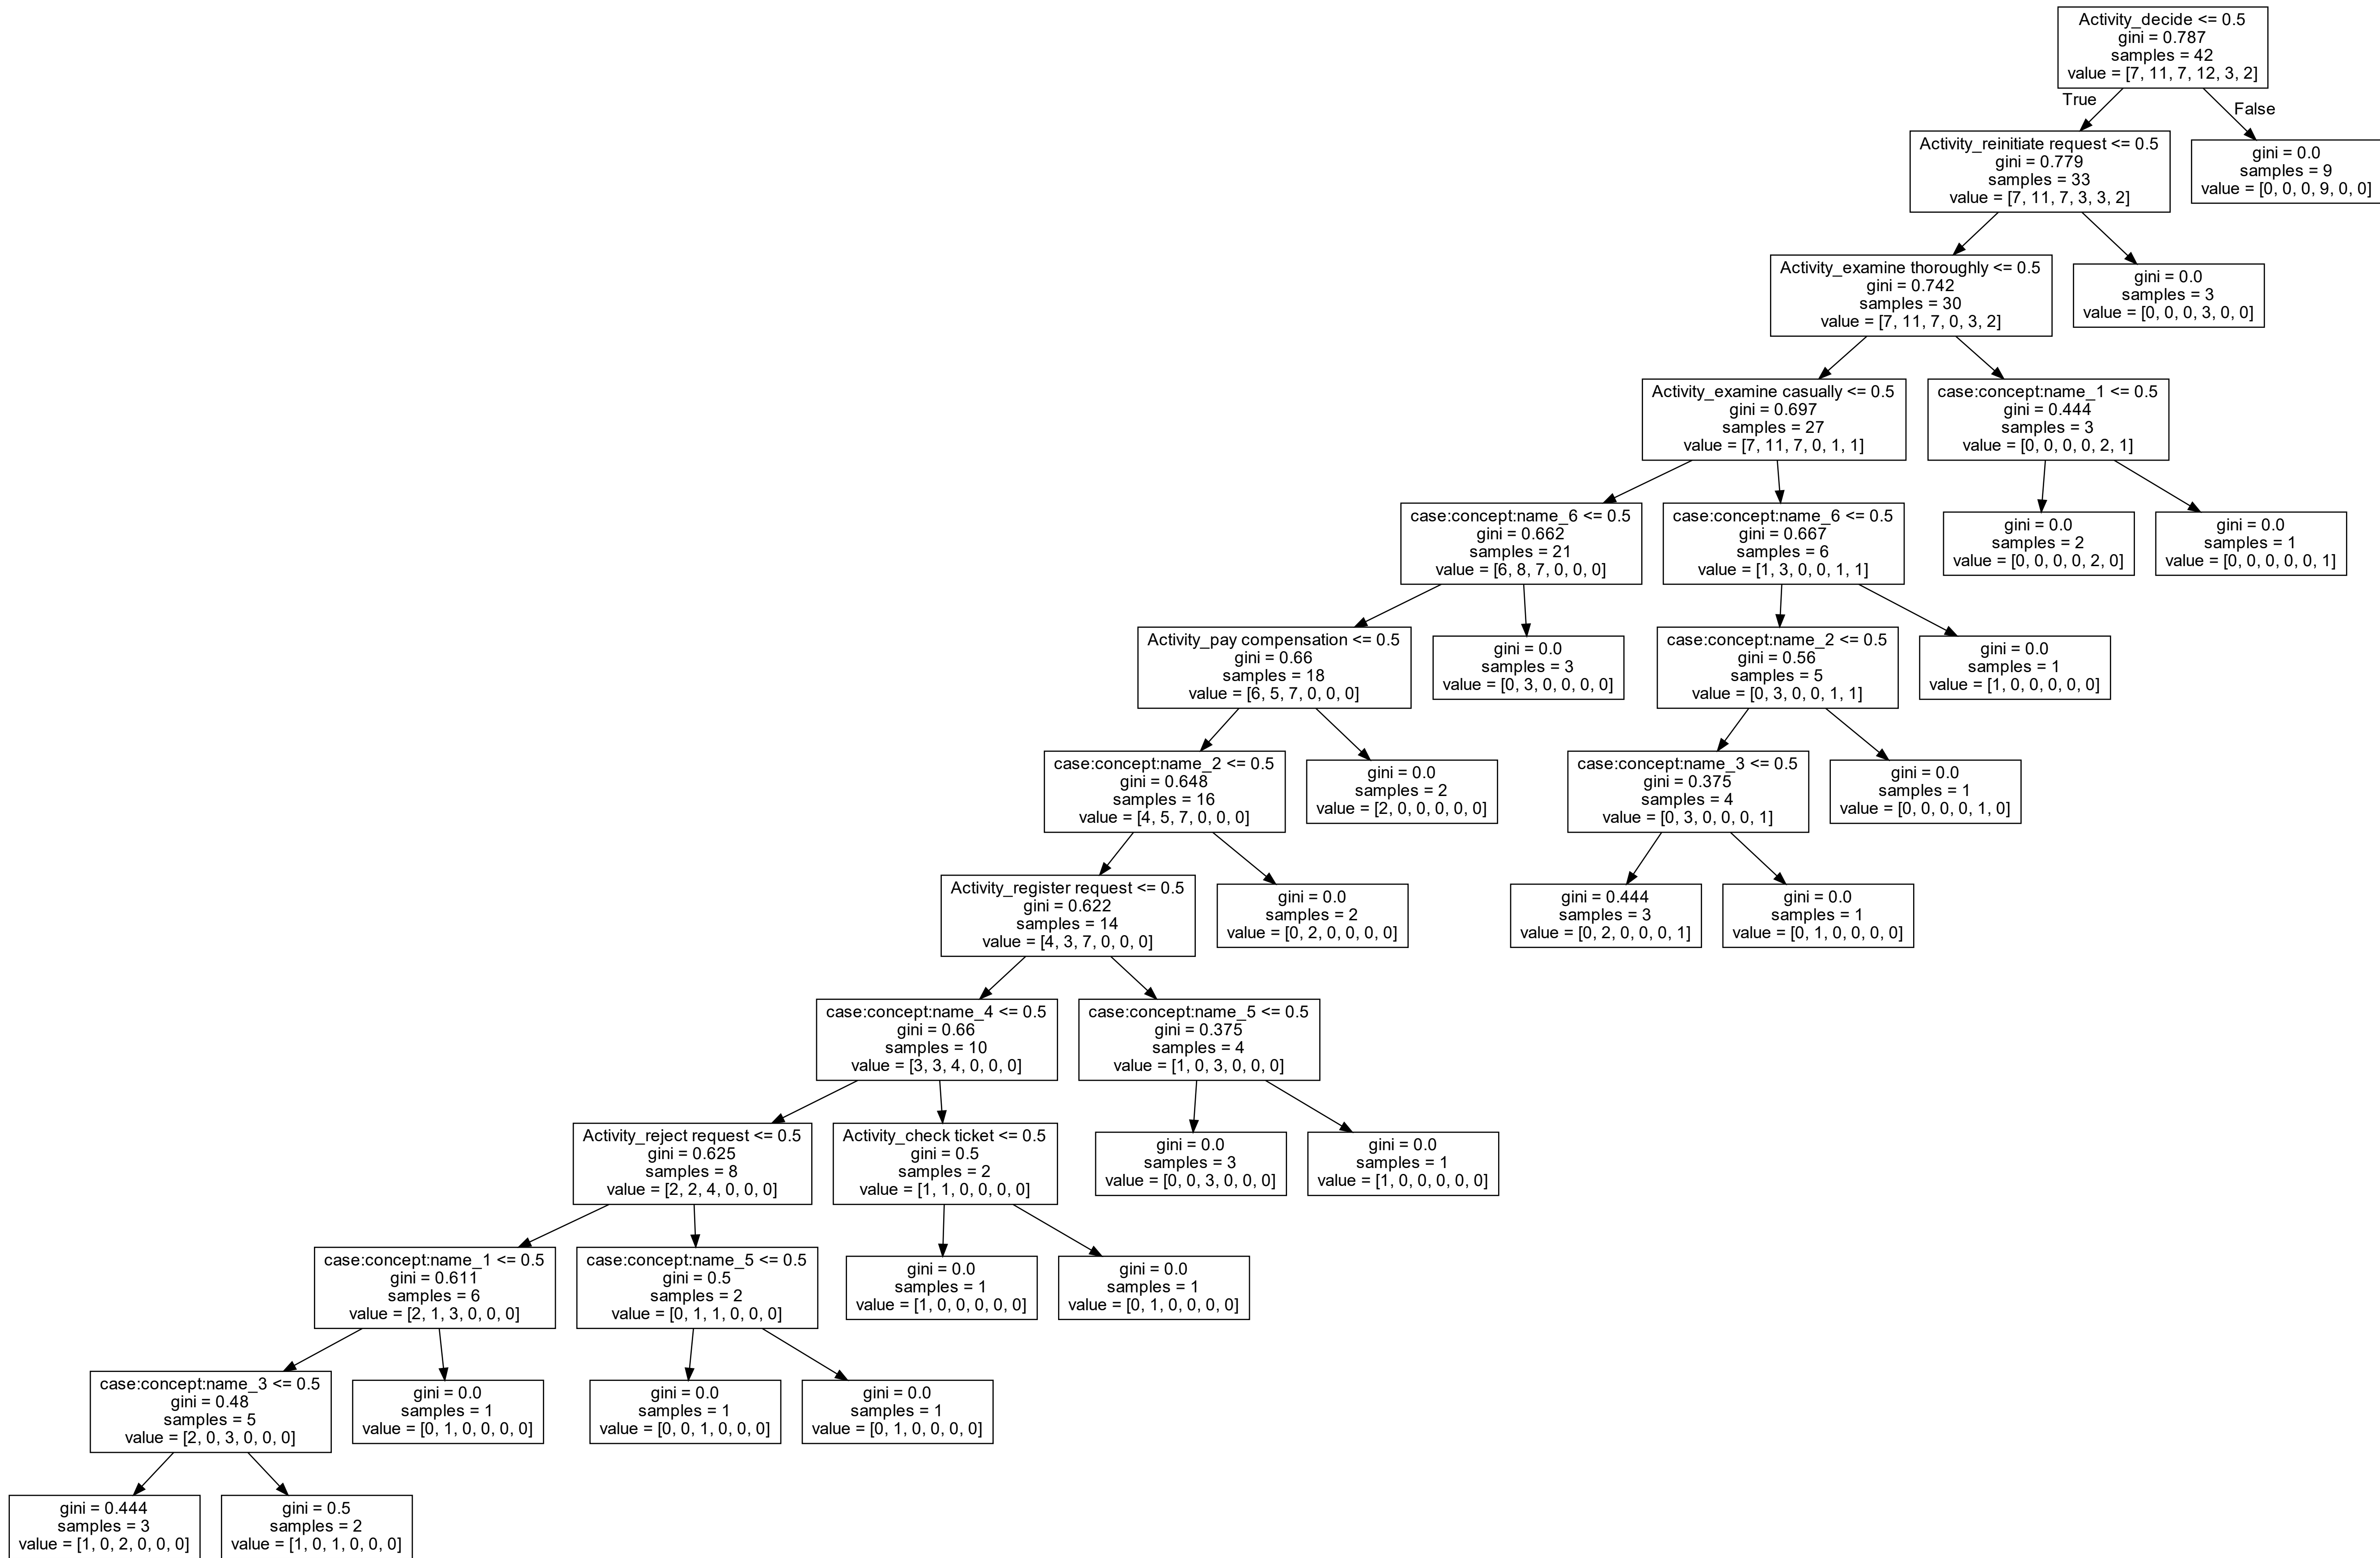 Activity_decide <= 0.5
gini = 0.787
samples = 42
value = [7, 11, 7, 12, 3, 2]
True
False
Activity_reinitiate request <= 0.5
gini = 0.779
samples = 33
value = [7, 11, 7, 3, 3, 2]
gini = 0.0
samples = 9
value = [0, 0, 0, 9, 0, 0]
Activity_examine thoroughly <= 0.5
gini = 0.742
samples = 30
value = [7, 11, 7, 0, 3, 2]
gini = 0.0
samples = 3
value = [0, 0, 0, 3, 0, 0]
Activity_examine casually <= 0.5
gini = 0.697
samples = 27
value = [7, 11, 7, 0, 1, 1]
case:concept:name_1 <= 0.5
gini = 0.444
samples = 3
value = [0, 0, 0, 0, 2, 1]
case:concept:name_6 <= 0.5
gini = 0.662
samples = 21
value = [6, 8, 7, 0, 0, 0]
case:concept:name_6 <= 0.5
gini = 0.667
samples = 6
value = [1, 3, 0, 0, 1, 1]
gini = 0.0
samples = 2
value = [0, 0, 0, 0, 2, 0]
gini = 0.0
samples = 1
value = [0, 0, 0, 0, 0, 1]
Activity_pay compensation <= 0.5
gini = 0.66
samples = 18
value = [6, 5, 7, 0, 0, 0]
gini = 0.0
samples = 3
value = [0, 3, 0, 0, 0, 0]
case:concept:name_2 <= 0.5
gini = 0.56
samples = 5
value = [0, 3, 0, 0, 1, 1]
gini = 0.0
samples = 1
value = [1, 0, 0, 0, 0, 0]
case:concept:name_2 <= 0.5
gini = 0.648
samples = 16
value = [4, 5, 7, 0, 0, 0]
gini = 0.0
samples = 2
value = [2, 0, 0, 0, 0, 0]
case:concept:name_3 <= 0.5
gini = 0.375
samples = 4
value = [0, 3, 0, 0, 0, 1]
gini = 0.0
samples = 1
value = [0, 0, 0, 0, 1, 0]
Activity_register request <= 0.5
gini = 0.622
samples = 14
value = [4, 3, 7, 0, 0, 0]
gini = 0.0
samples = 2
value = [0, 2, 0, 0, 0, 0]
gini = 0.444
samples = 3
value = [0, 2, 0, 0, 0, 1]
gini = 0.0
samples = 1
value = [0, 1, 0, 0, 0, 0]
case:concept:name_4 <= 0.5
gini = 0.66
samples = 10
value = [3, 3, 4, 0, 0, 0]
case:concept:name_5 <= 0.5
gini = 0.375
samples = 4
value = [1, 0, 3, 0, 0, 0]
Activity_reject request <= 0.5
gini = 0.625
samples = 8
value = [2, 2, 4, 0, 0, 0]
Activity_check ticket <= 0.5
gini = 0.5
samples = 2
value = [1, 1, 0, 0, 0, 0]
gini = 0.0
samples = 3
value = [0, 0, 3, 0, 0, 0]
gini = 0.0
samples = 1
value = [1, 0, 0, 0, 0, 0]
case:concept:name_1 <= 0.5
gini = 0.611
samples = 6
value = [2, 1, 3, 0, 0, 0]
case:concept:name_5 <= 0.5
gini = 0.5
samples = 2
value = [0, 1, 1, 0, 0, 0]
gini = 0.0
samples = 1
value = [1, 0, 0, 0, 0, 0]
gini = 0.0
samples = 1
value = [0, 1, 0, 0, 0, 0]
case:concept:name_3 <= 0.5
gini = 0.48
samples = 5
value = [2, 0, 3, 0, 0, 0]
gini = 0.0
samples = 1
value = [0, 1, 0, 0, 0, 0]
gini = 0.0
samples = 1
value = [0, 0, 1, 0, 0, 0]
gini = 0.0
samples = 1
value = [0, 1, 0, 0, 0, 0]
gini = 0.444
samples = 3
value = [1, 0, 2, 0, 0, 0]
gini = 0.5
samples = 2
value = [1, 0, 1, 0, 0, 0]